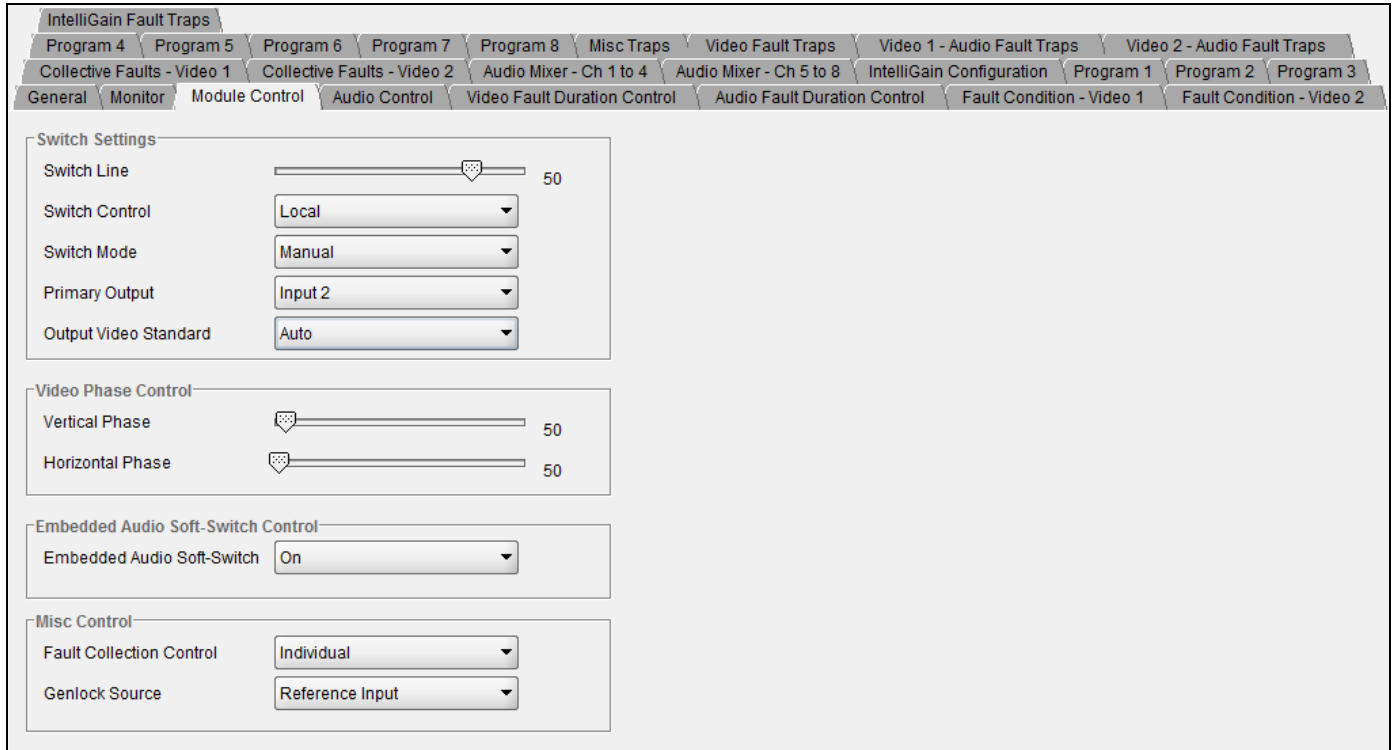 IntelliGain Fault Traps
Program 4 Program 5 Program 6 Program 7 Program 8 Misc Traps Video Fault Traps Video 1 - Audio Fault Traps Video 2 - Audio Fault Traps
Collective Faults - Video 1 Collective Faults - Video 2 Audio Mixer - Ch 1 to 4 Audio Mixer - Ch 5 to 8 IntelliGain Configuration Program 1 Program 2 Program 3
General Monitor Module Control Audio Control Video Fault Duration Control Audio Fault Duration Control Fault Condition - Video 1 Fault Condition - Video 2
Switch Settings
Switch Line 50
Switch Control Local
Switch Mode Manual
Primary Output Input 2
Output Video Standard Auto
Video Phase Control
Vertical Phase 50
Horizontal Phase 50
Embedded Audio Soft-Switch Control
Embedded Audio Soft-Switch On
Misc Control
Fault Collection Control Individual
Genlock Source Reference Input